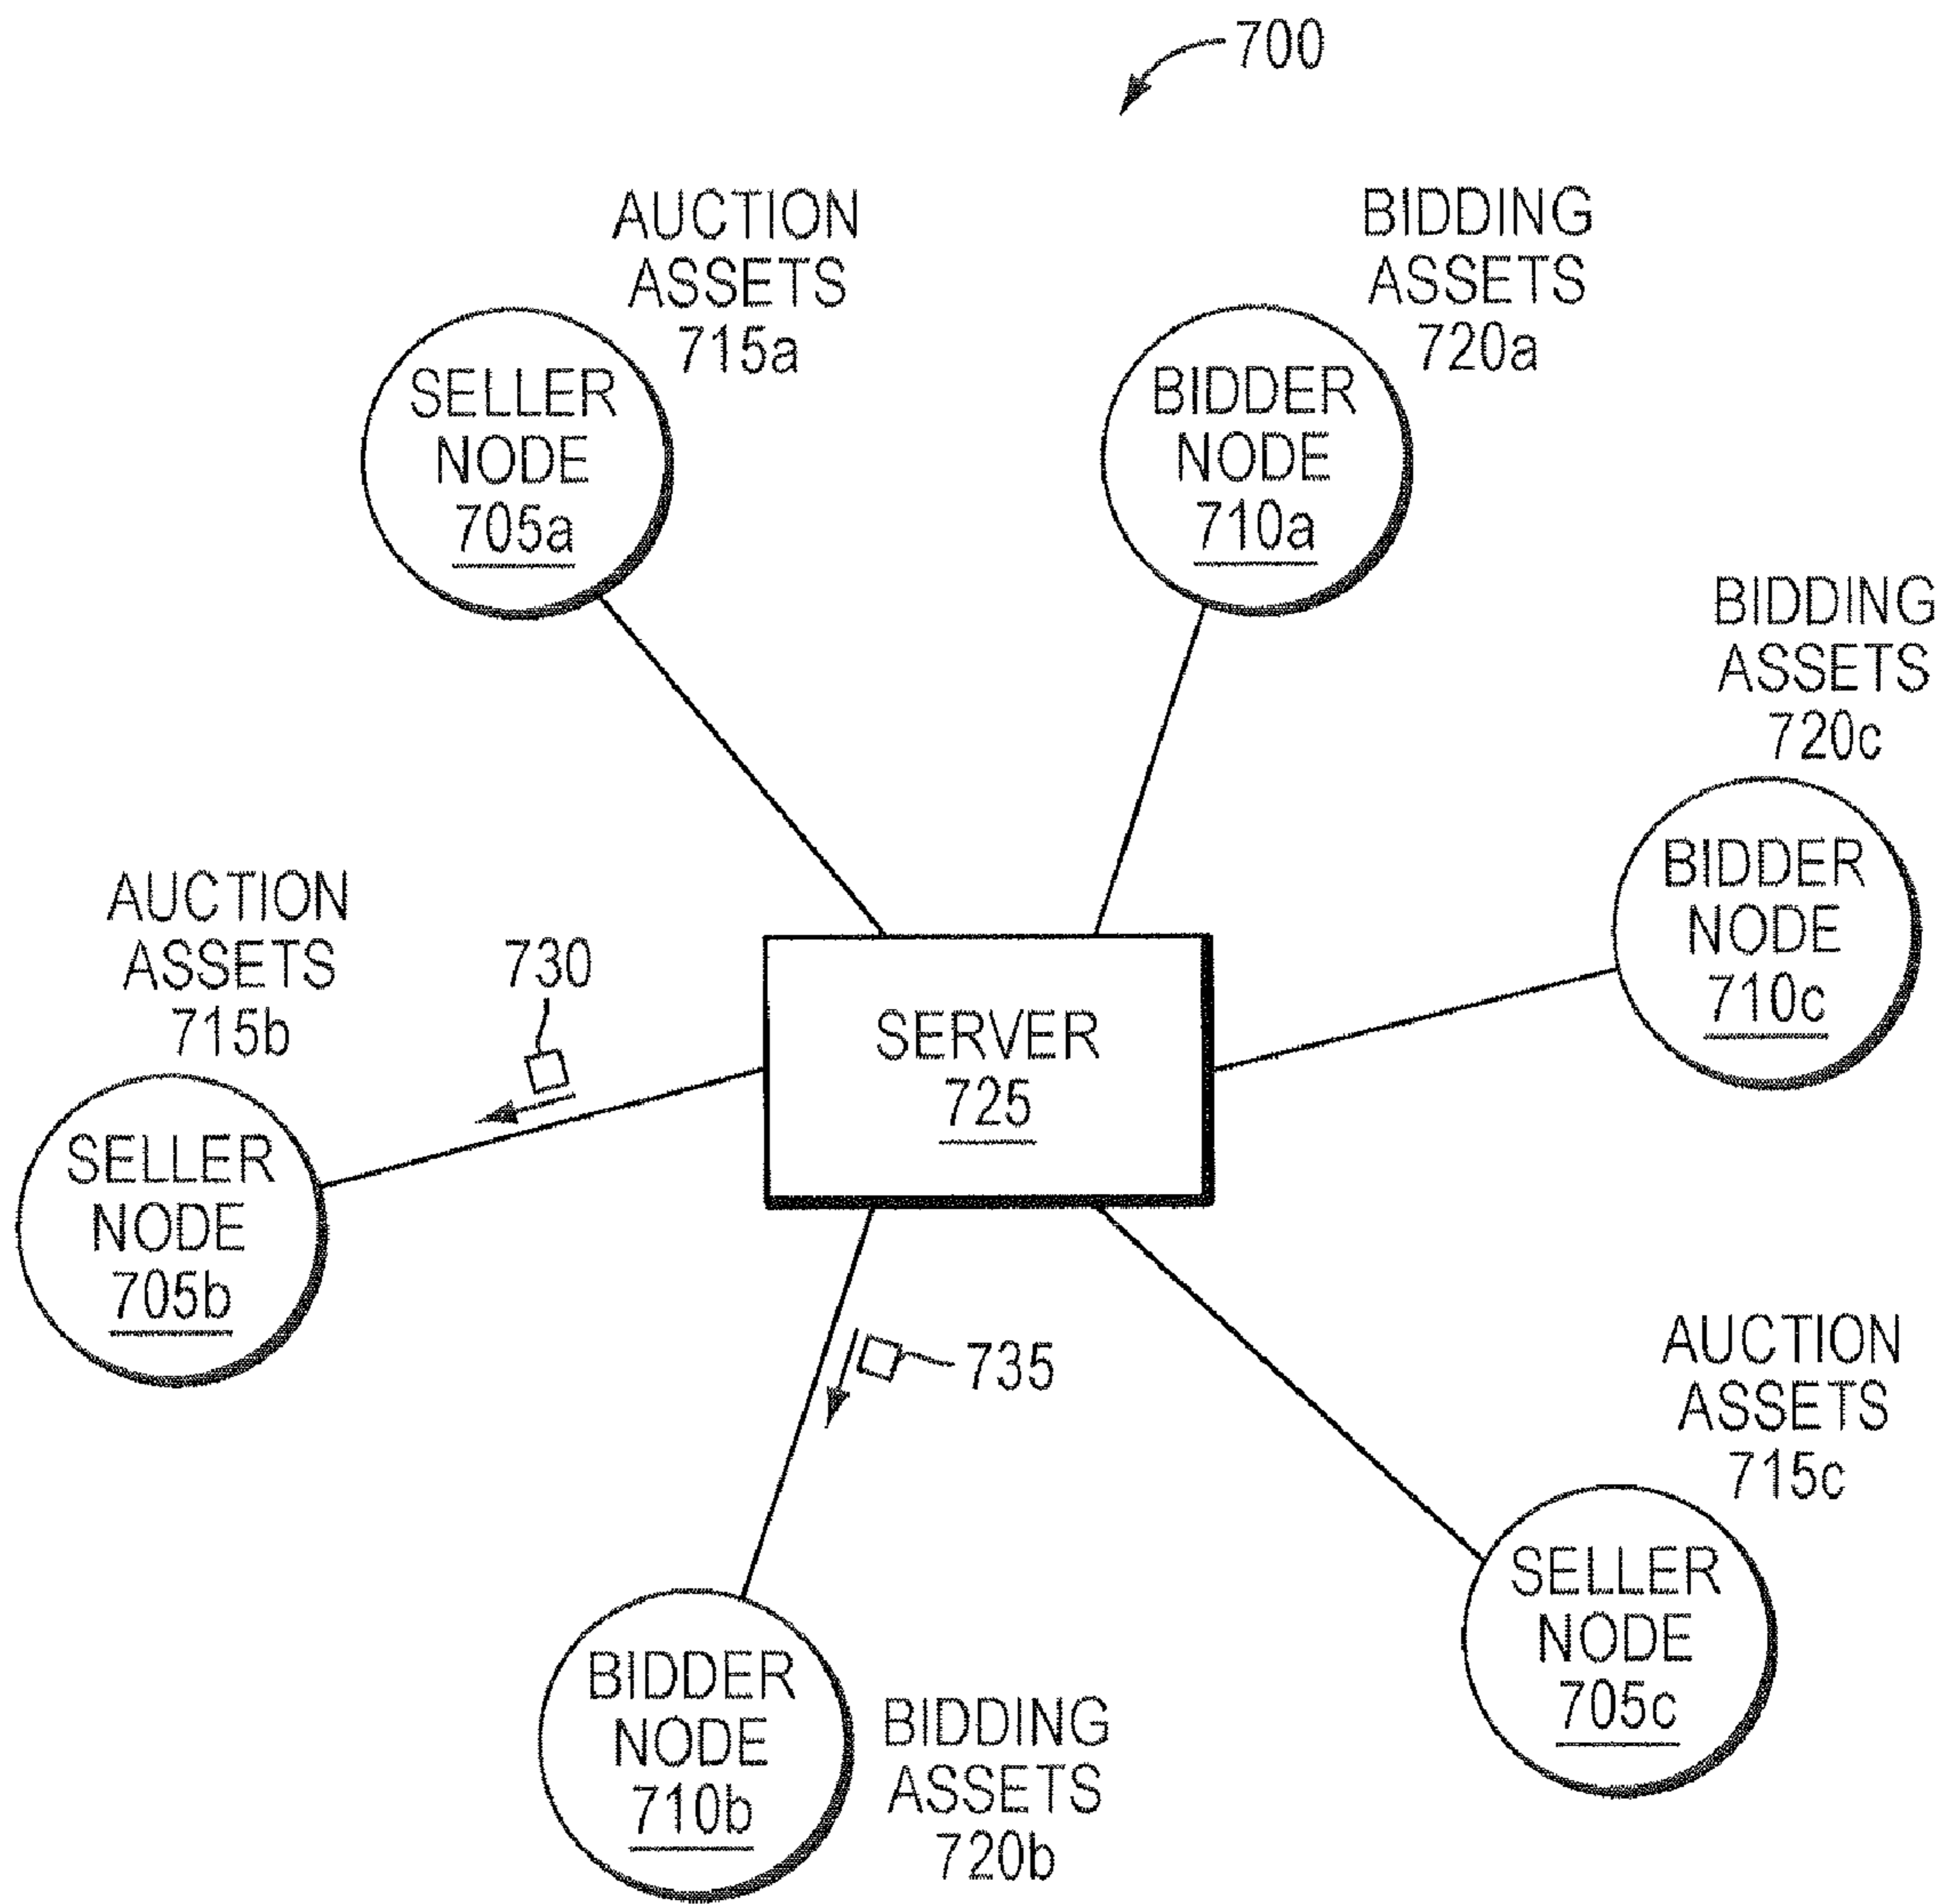 700
AUCTION
ASSETS
715a
BIDDING
ASSETS
720a
SELLER
NODE
705a
BIDDER
NODE
710a
BIDDING
ASSETS
720c
BIDDER
NODE
710c
AUCTION
ASSETS
715b
730
SERVER
725
SELLER
NODE
705b
735
AUCTION
ASSETS
715c
SELLER
NODE
705c
BIDDER
NODE
710b
BIDDING
ASSETS
720b